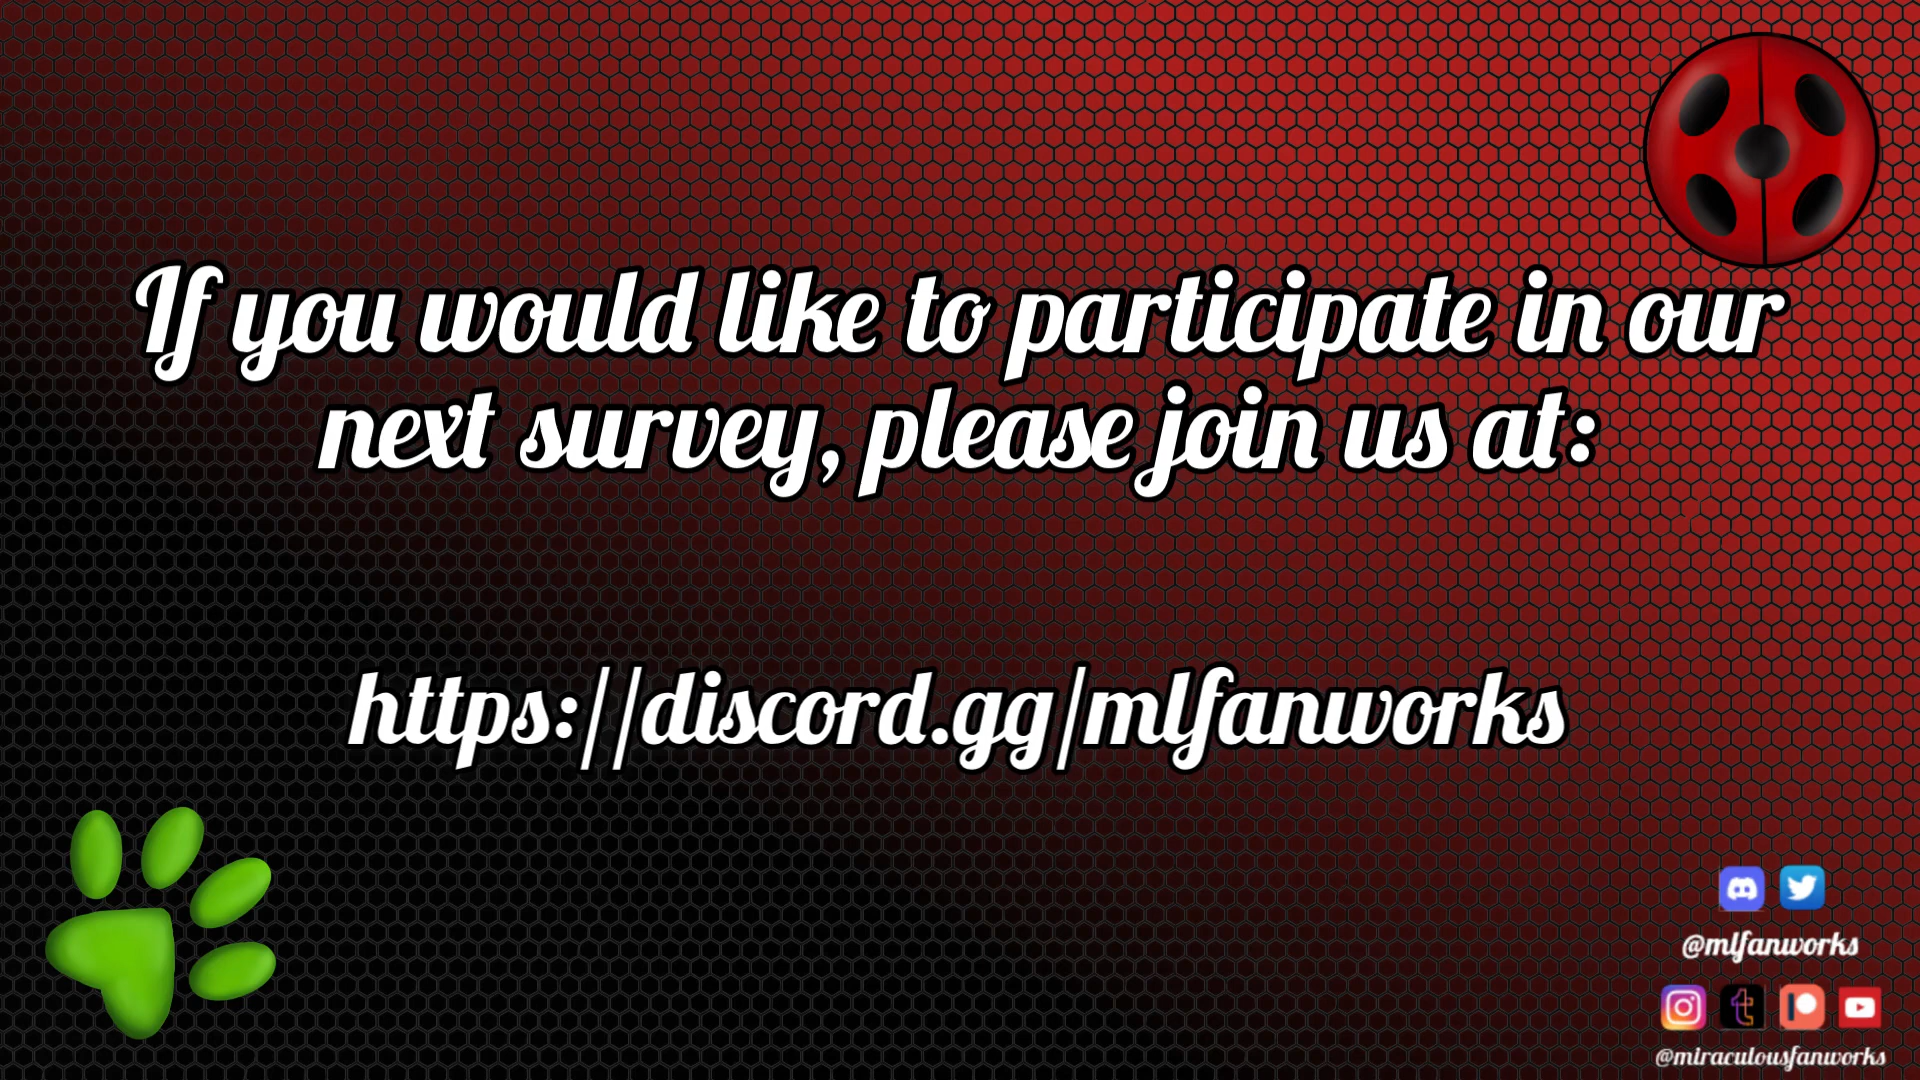 If you would like to participate in our
next survey, please join us at:
https://discord.gg/mlfanworks
@mlfanworks
@miraculousfanworks